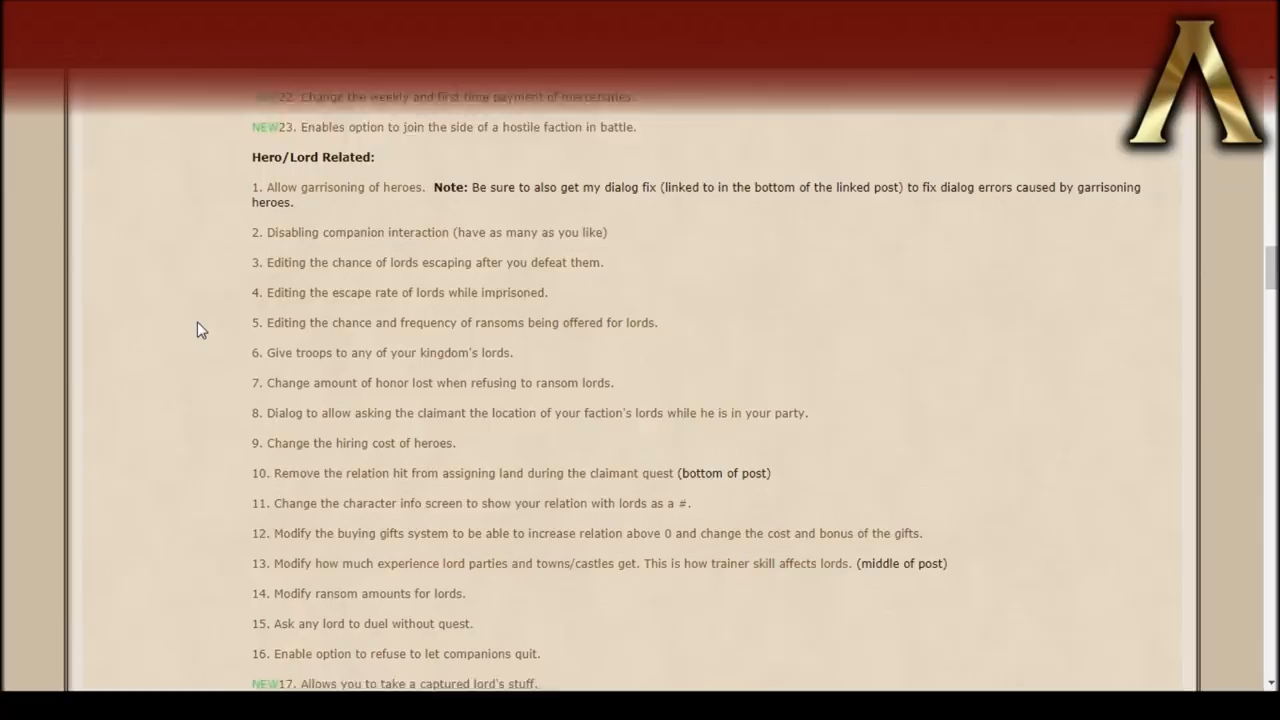 NEW22. Change the weekly and first time payment of mercenaries.
NEW23. Enables option to join the side of a hostile faction in battle.
Hero/Lord Related:
1. Allow garrisoning of heroes. Note: Be sure to also get my dialog fix (linked to in the bottom of the linked post) to fix dialog errors caused by garrisoning
heroes.
2. Disabling companion interaction (have as many as you like)
3. Editing the chance of lords escaping after you defeat them.
4. Editing the escape rate of lords while imprisoned.
5. Editing the chance and frequency of ransoms being offered for lords.
6. Give troops to any of your kingdom's lords.
7. Change amount of honor lost when refusing to ransom lords.
8. Dialog to allow asking the claimant the location of your faction's lords while he is in your party.
9. Change the hiring cost of heroes.
10. Remove the relation hit from assigning land during the claimant quest (bottom of post)
11. Change the character info screen to show your relation with lords as a #.
12. Modify the buying gifts system to be able to increase relation above 0 and change the cost and bonus of the gifts.
13. Modify how much experience lord parties and towns/castles get. This is how trainer skill affects lords. (middle of post)
14. Modify ransom amounts for lords.
15. Ask any lord to duel without quest.
16. Enable option to refuse to let companions quit.
NEW17. Allows you to take a captured lord's stuff.